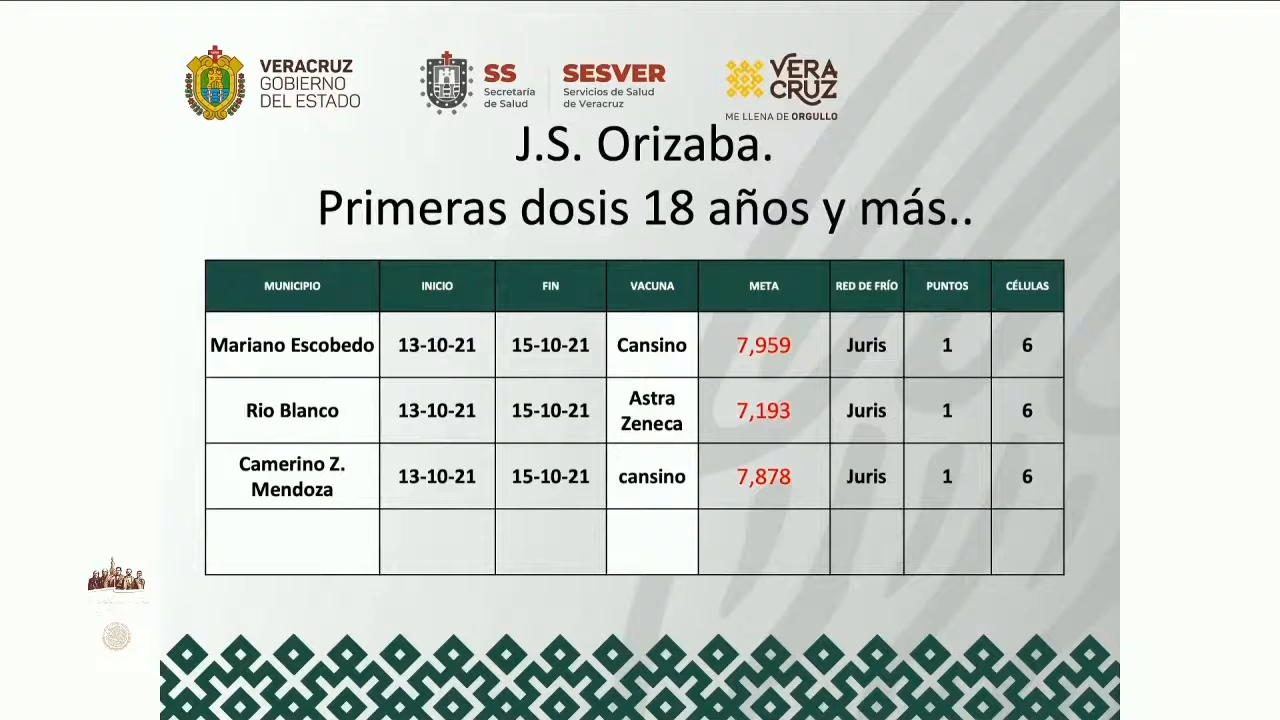 VERACRUZ
GOBIERNO
DEL ESTADO
SS
Secretaría
de Salud
SESVER
Servicios de Salud
de Veracruz
VERA
CRUZ
ME LLENA DE ORGULLO
J.S. Orizaba.
Primeras dosis 18 años y más..
MUNICIPIO INICIO FIN VACUNA META RED DE FRÍO PUNTOS CÉLULAS
Mariano Escobedo 13-10-21 15-10-21 Cansino 7,959 Juris 1 6
Rio Blanco 13-10-21 15-10-21 Astra Zeneca 7,193 Juris 1 6
Camerino Z. Mendoza 13-10-21 15-10-21 cansino 7,878 Juris 1 6